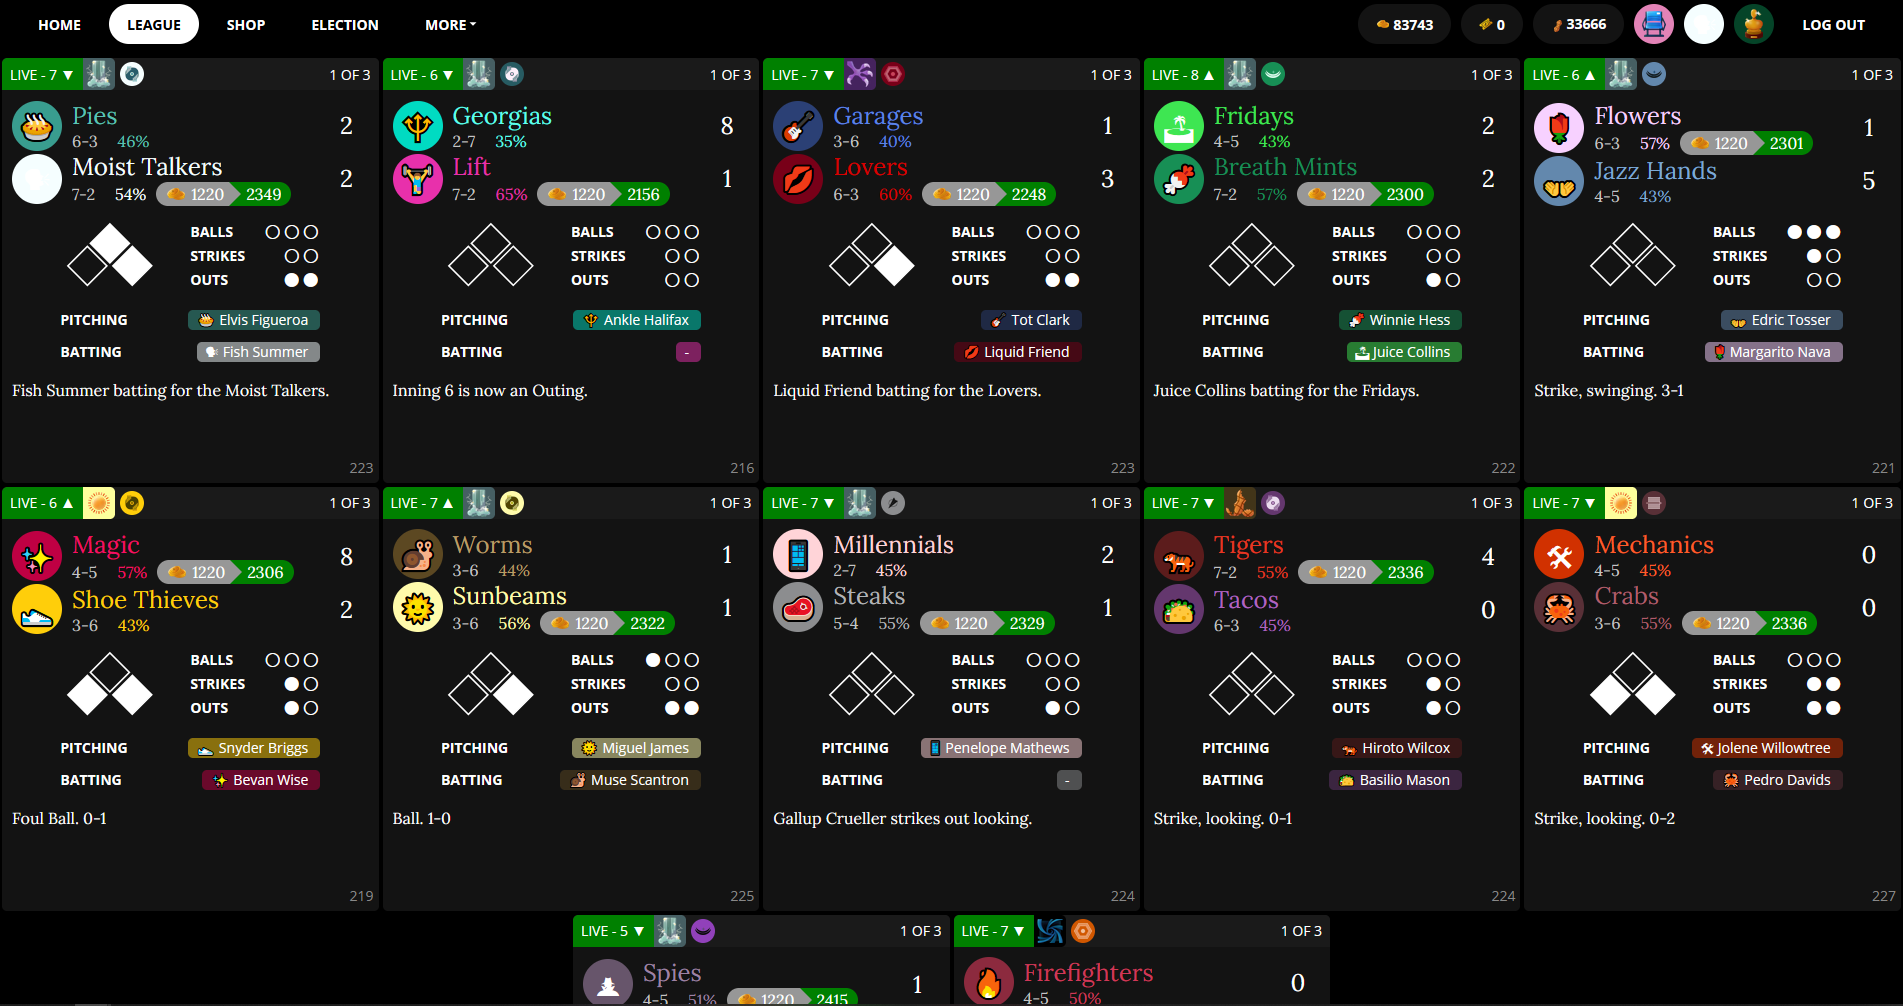 HOME LEAGUE SHOP ELECTION MORE 83743 0 33666 LOG OUT
LIVE - 7 ▼ 1 OF 3
Pies 2
6-3 46%
Moist Talkers 2
7-2 54% 1220 2349
BALLS
STRIKES
OUTS
PITCHING Elvis Figueroa
BATTING Fish Summer
Fish Summer batting for the Moist Talkers.
223
LIVE - 6 ▼ 1 OF 3
Georgias 8
2-7 35%
Lift 1
7-2 65% 1220 2156
BALLS
STRIKES
OUTS
PITCHING Ankle Halifax
BATTING -
Inning 6 is now an Outing.
216
LIVE - 7 ▼ 1 OF 3
Garages 1
3-6 40%
Lovers 3
6-3 60% 1220 2248
BALLS
STRIKES
OUTS
PITCHING Tot Clark
BATTING Liquid Friend
Liquid Friend batting for the Lovers.
223
LIVE - 8 ▲ 1 OF 3
Fridays 2
4-5 43%
Breath Mints 2
7-2 57% 1220 2300
BALLS
STRIKES
OUTS
PITCHING Winnie Hess
BATTING Juice Collins
Juice Collins batting for the Fridays.
222
LIVE - 6 ▲ 1 OF 3
Flowers 1
6-3 57% 1220 2301
Jazz Hands 5
4-5 43%
BALLS
STRIKES
OUTS
PITCHING Edric Tosser
BATTING Margarito Nava
Strike, swinging. 3-1
221
LIVE - 6 ▲ 1 OF 3
Magic 8
4-5 57% 1220 2306
Shoe Thieves 2
3-6 43%
BALLS
STRIKES
OUTS
PITCHING Snyder Briggs
BATTING Bevan Wise
Foul Ball. 0-1
219
LIVE - 7 ▲ 1 OF 3
Worms 1
3-6 44%
Sunbeams 1
3-6 56% 1220 2322
BALLS
STRIKES
OUTS
PITCHING Miguel James
BATTING Muse Scantron
Ball. 1-0
225
LIVE - 7 ▼ 1 OF 3
Millennials 2
2-7 45%
Steaks 1
5-4 55% 1220 2329
BALLS
STRIKES
OUTS
PITCHING Penelope Mathews
BATTING -
Gallup Crueller strikes out looking.
224
LIVE - 7 ▼ 1 OF 3
Tigers 4
7-2 55% 1220 2336
Tacos 0
6-3 45%
BALLS
STRIKES
OUTS
PITCHING Hiroto Wilcox
BATTING Basilio Mason
Strike, looking. 0-1
224
LIVE - 7 ▼ 1 OF 3
Mechanics 0
4-5 45%
Crabs 0
3-6 55% 1220 2336
BALLS
STRIKES
OUTS
PITCHING Jolene Willowtree
BATTING Pedro Davids
Strike, looking. 0-2
227
LIVE - 5 ▼ 1 OF 3
Spies 1
4-5 51% 1220 2415
LIVE - 7 ▼ 1 OF 3
Firefighters 0
4-5 50%